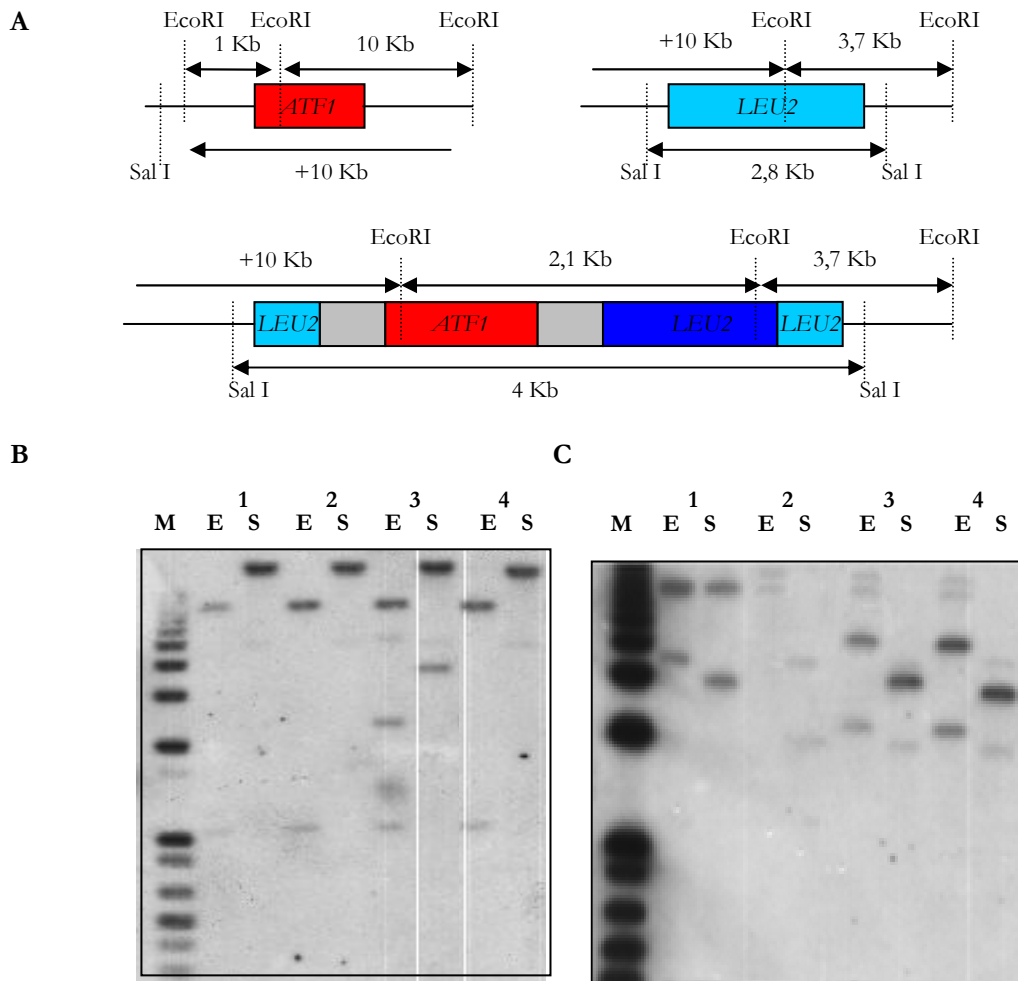 A
EcoRI EcoRI EcoRI EcoRI EcoRI
1 Kb 10 Kb +10 Kb 3,7 Kb
ATF1 LEU2
Sal I +10 Kb Sal I 2,8 Kb Sal I
EcoRI EcoRI EcoRI
+10 Kb 2,1 Kb 3,7 Kb
LEU2 ATF1 LEU2 LEU2
Sal I 4 Kb Sal I
B C
1 2 3 4 1 2 3 4
M E S E S E S E S M E S E S E S E S